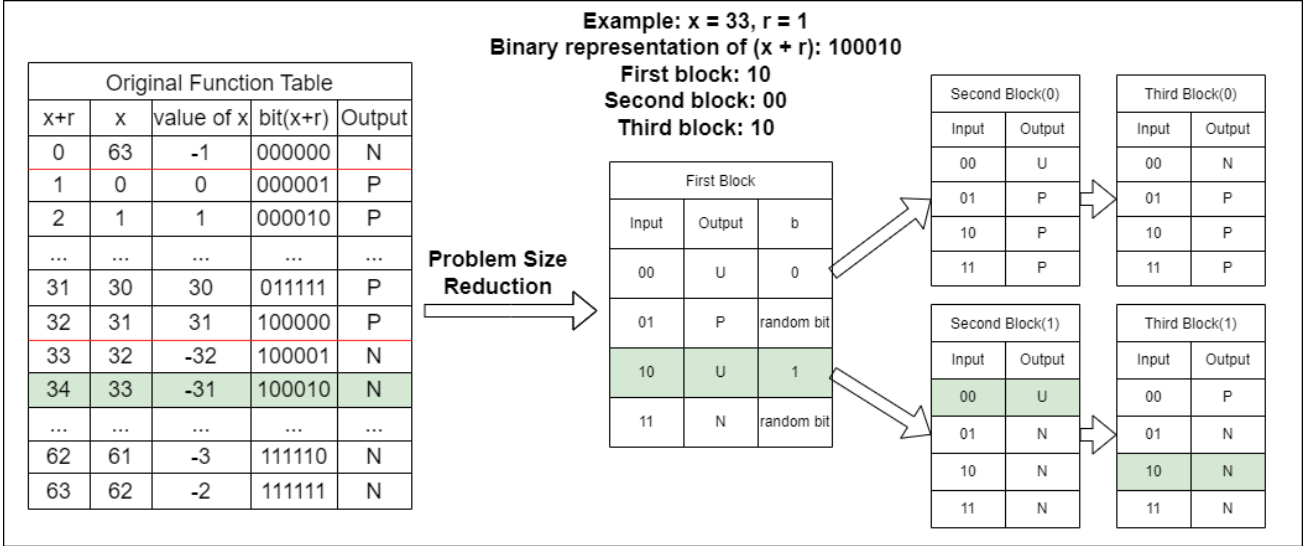 Example: x = 33, r = 1
Binary representation of (x + r): 100010
First block: 10
Second block: 00
Third block: 10
Original Function Table
x+r x value of x bit(x+r) Output
0 63 -1 000000 N
1 0 0 000001 P
2 1 1 000010 P
... ... ... ... ...
31 30 30 011111 P
32 31 31 100000 P
33 32 -32 100001 N
34 33 -31 100010 N
... ... ... ... ...
62 61 -3 111110 N
63 62 -2 111111 N
Problem Size
Reduction
First Block
Input Output b
00 U 0
01 P random bit
10 U 1
11 N random bit
Second Block(0)
Input Output
00 U
01 P
10 P
11 P
Third Block(0)
Input Output
00 N
01 P
10 P
11 P
Second Block(1)
Input Output
00 U
01 N
10 N
11 N
Third Block(1)
Input Output
00 P
01 N
10 N
11 N